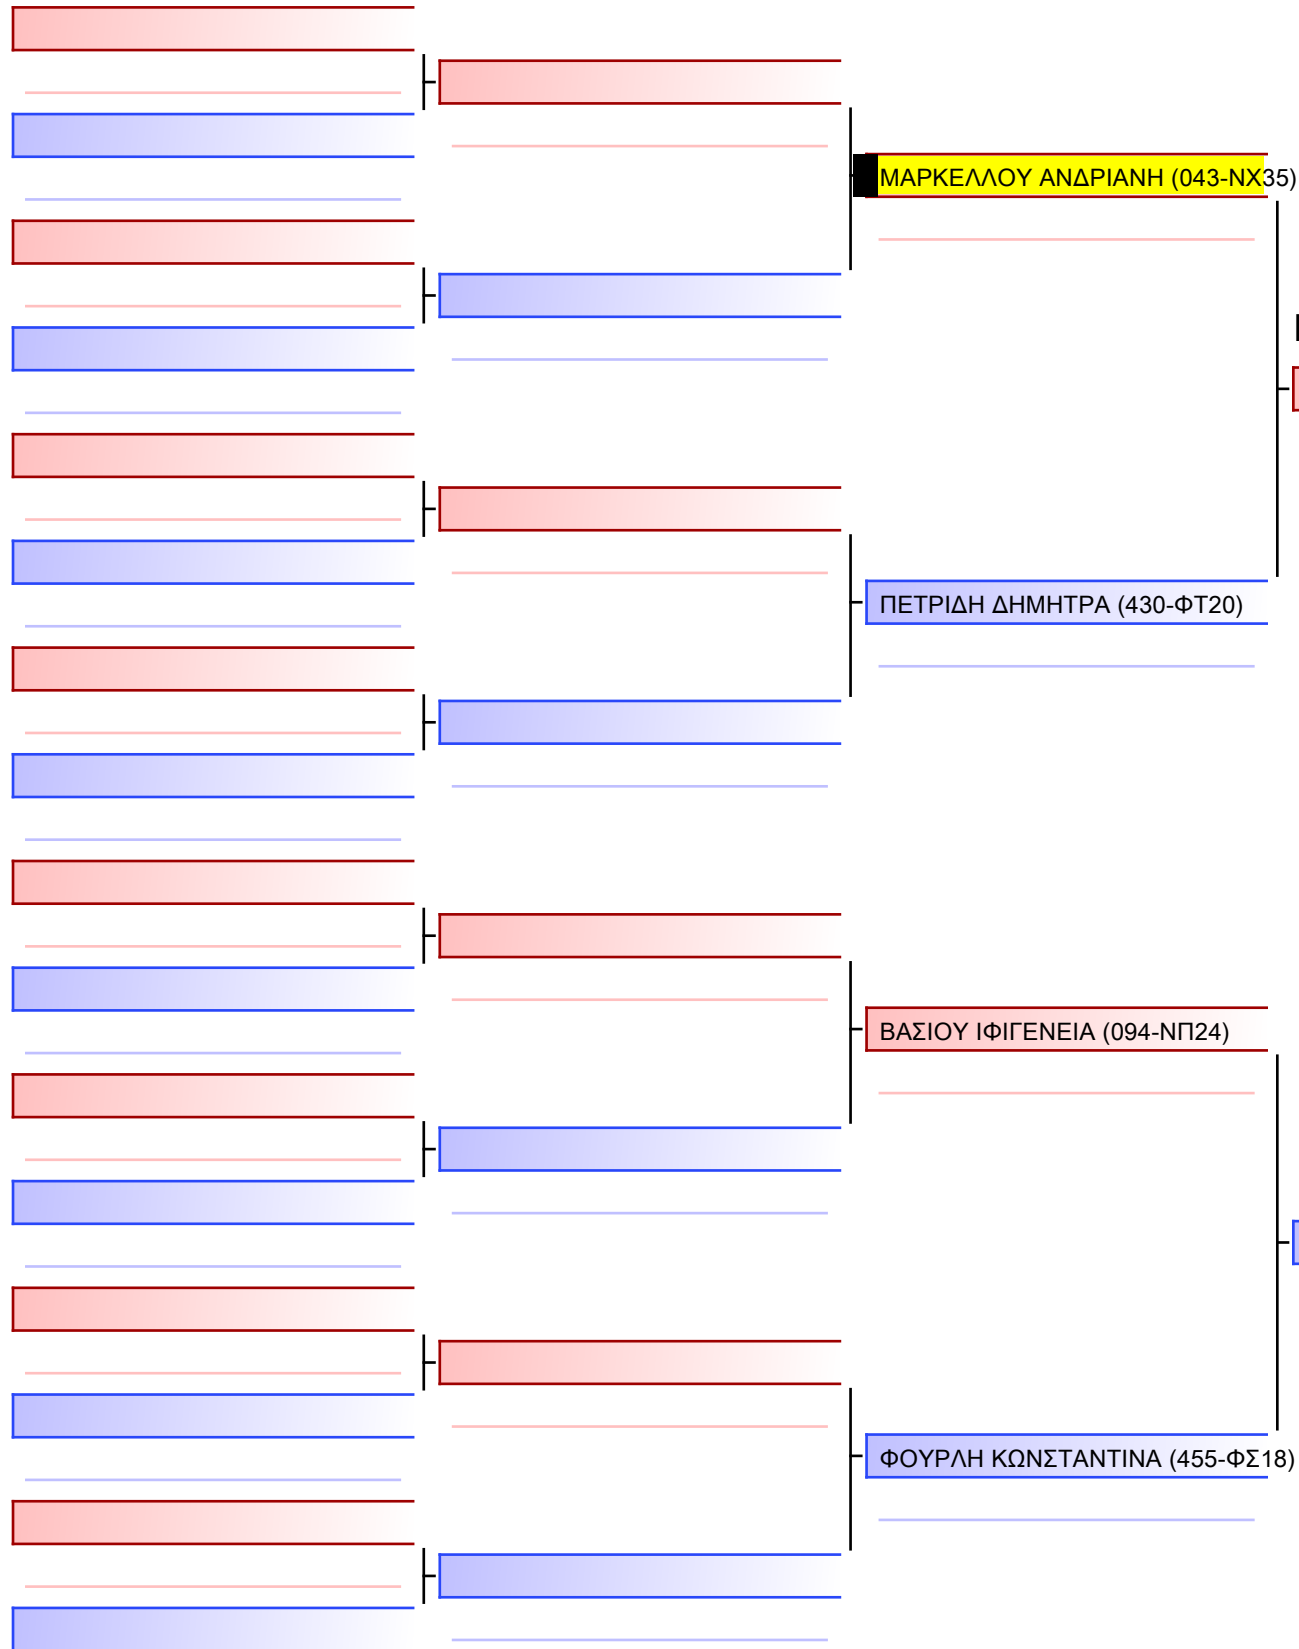 ΜΑΡΚΕΛΛΟΥ ΑΝΔΡΙΑΝΗ (043-ΝΧ35)
ΠΕΤΡΙΔΗ ΔΗΜΗΤΡΑ (430-ΦΤ20)
ΒΑΣΙΟΥ ΙΦΙΓΕΝΕΙΑ (094-ΝΠ24)
ΦΟΥΡΛΗ ΚΩΝΣΤΑΝΤΙΝΑ (455-ΦΣ18)